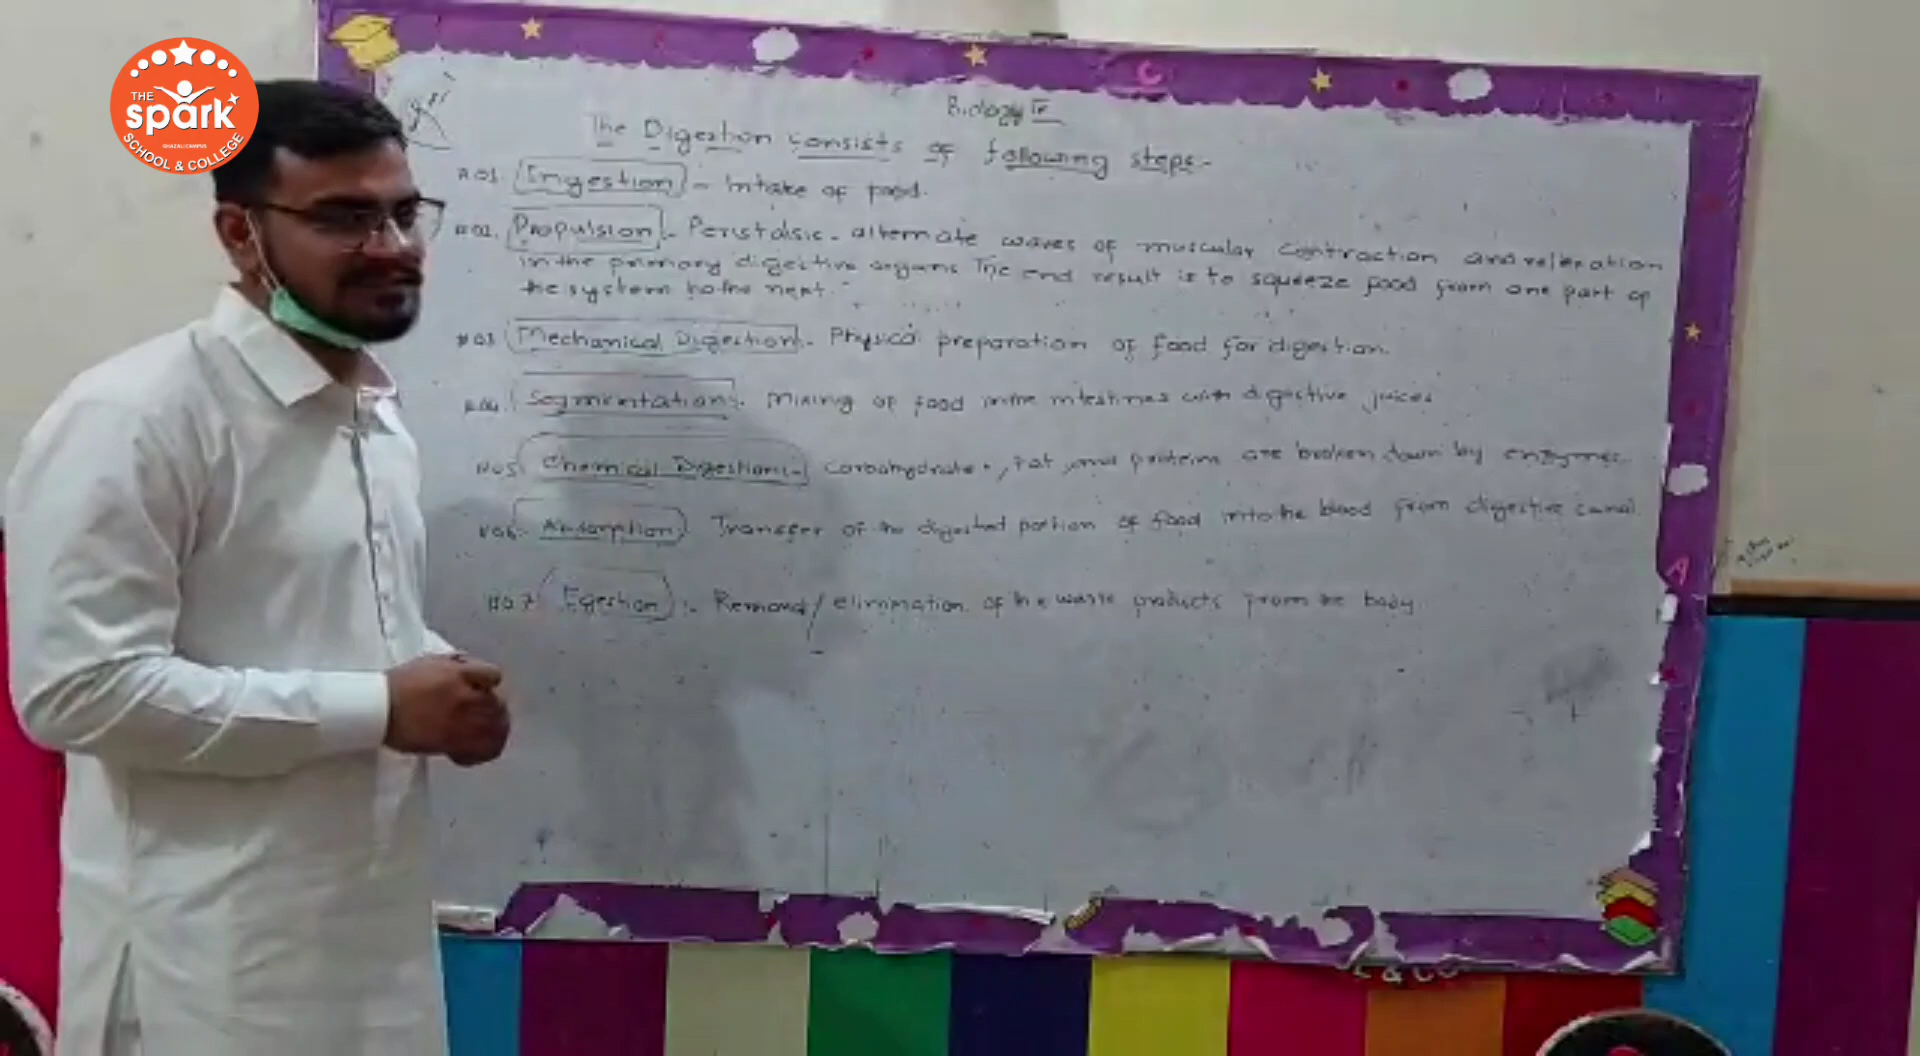 THE
spark
SCHOOL & COLLEGE
GHAZALI CAMPUS
Biology
The Digestion consists of following steps-
#01. Ingestion - Intake of food.
#02. Propulsion - Peristalsis - alternate waves of muscular contraction and relaxation
in the primary digestive organs. The end result is to squeeze food from one part of
the system to the next.
#03. Mechanical Digestion - Physical preparation of food for digestion.
#04. Segmentation - Mixing of food in the intestines with digestive juices
#05. Chemical Digestion - Carbohydrate, Fat and proteins are broken down by enzymes.
#06. Absorption Transfer of the digested portion of food into the blood from digestive canal.
#07 Egestion :- Removal / elimination of the waste products from the body.
C
A
& CO